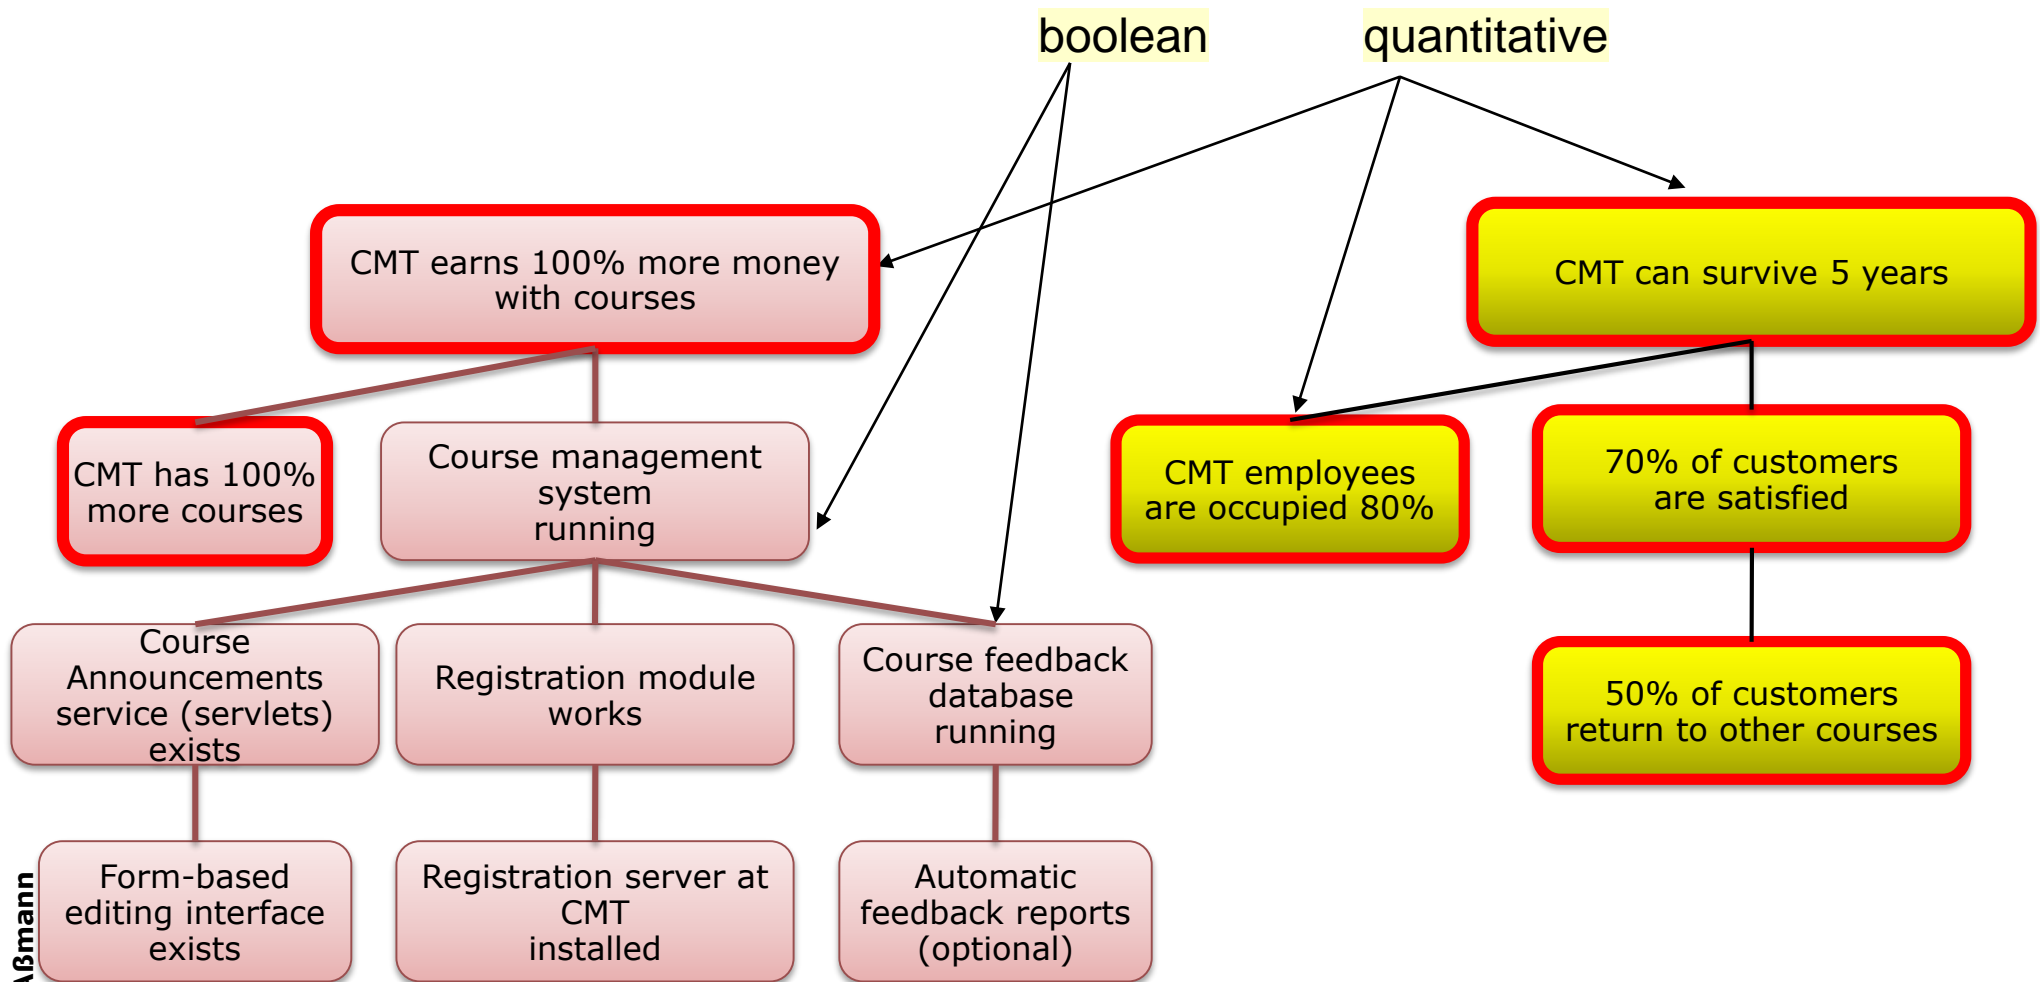 boolean
quantitative
CMT earns 100% more money
with courses
CMT can survive 5 years
CMT has 100%
more courses
Course management
system
running
CMT employees
are occupied 80%
70% of customers
are satisfied
Course
Announcements
service (servlets)
exists
Registration module
works
Course feedback
database
running
50% of customers
return to other courses
Form-based
editing interface
exists
Registration server at
CMT
installed
Automatic
feedback reports
(optional)
Aßmann